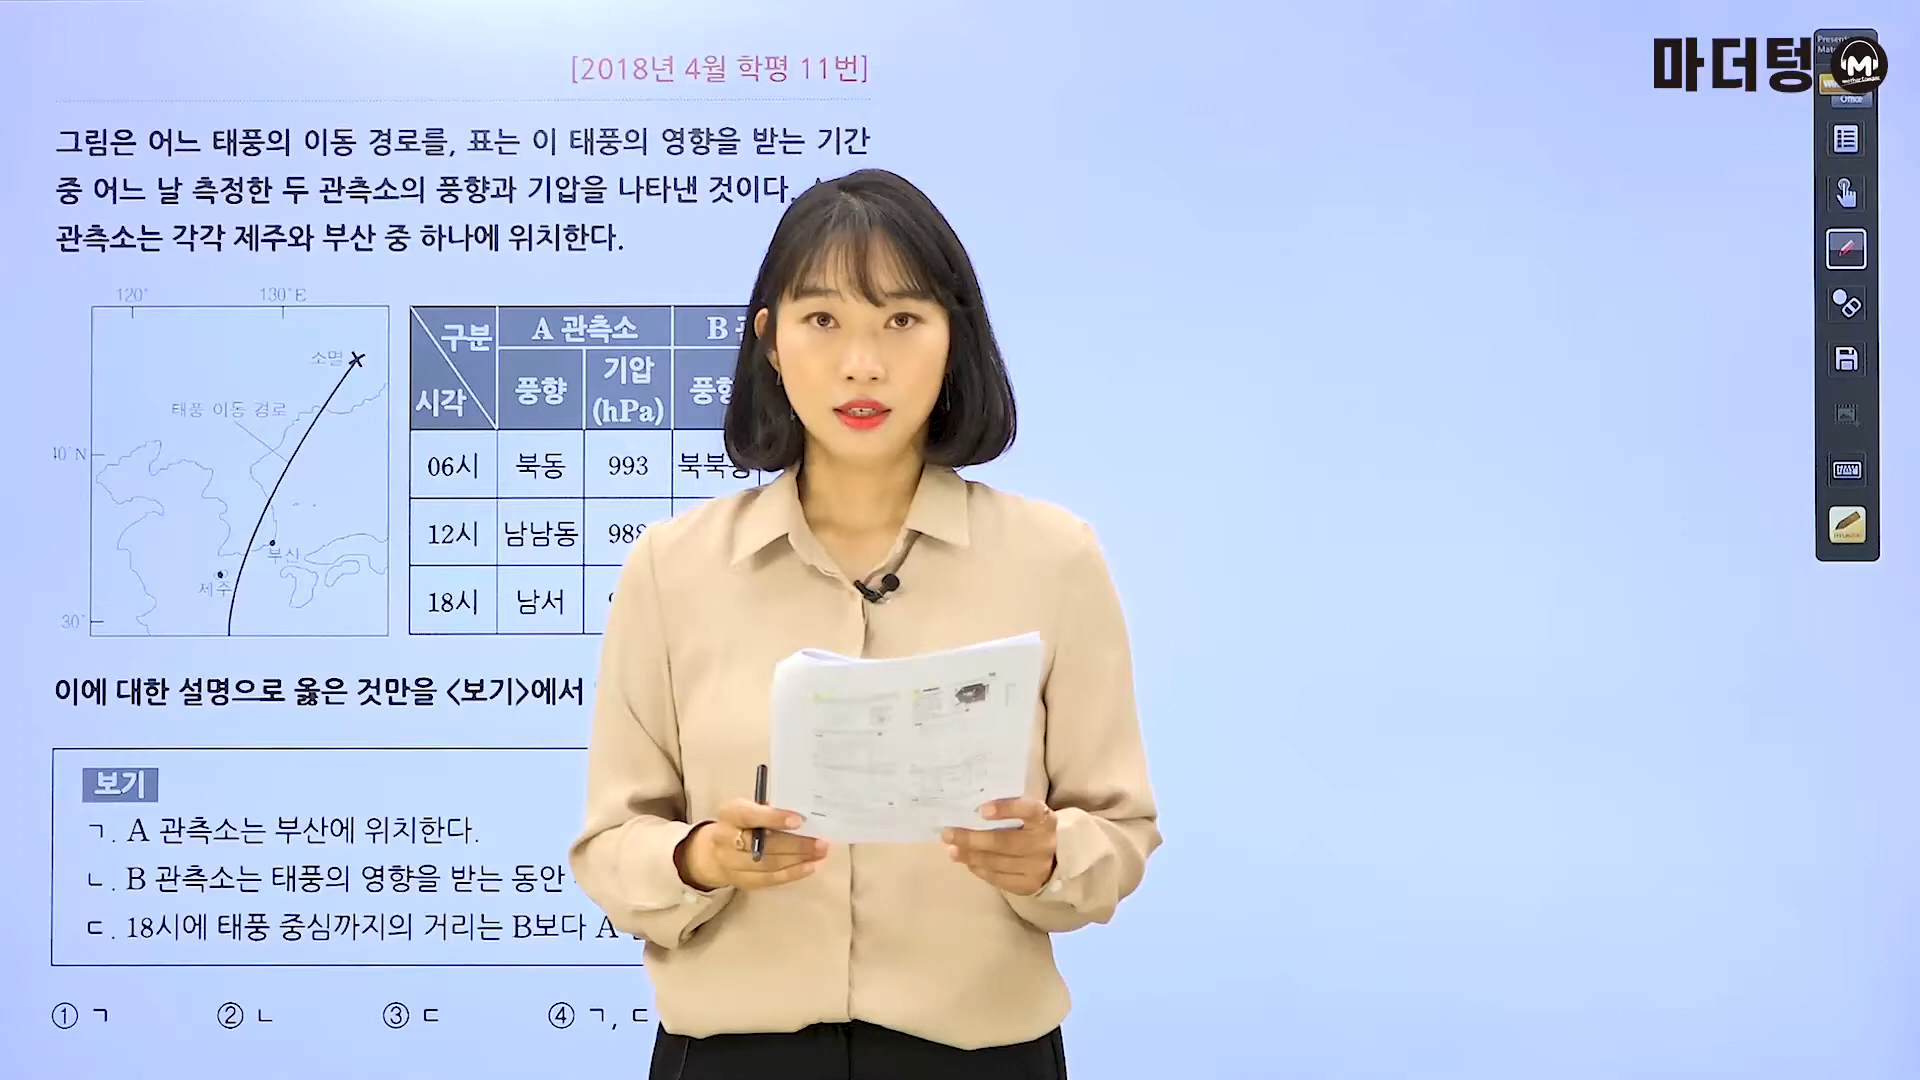 [2018년 4월 학평 11번]
마더텅
그림은 어느 태풍의 이동 경로를, 표는 이 태풍의 영향을 받는 기간
중 어느 날 측정한 두 관측소의 풍향과 기압을 나타낸 것이다.
관측소는 각각 제주와 부산 중 하나에 위치한다.
120° 130°E
소멸
태풍 이동 경로
40°N
부산
제주
30°
구분 A 관측소 B
시각 풍향 기압 (hPa) 풍향
06시 북동 993 북북동
12시 남남동 988
18시 남서
이에 대한 설명으로 옳은 것만을 <보기>에서
보기
ㄱ. A 관측소는 부산에 위치한다.
ㄴ. B 관측소는 태풍의 영향을 받는 동안
ㄷ. 18시에 태풍 중심까지의 거리는 B보다 A
① ㄱ ② ㄴ ③ ㄷ ④ ㄱ, ㄷ